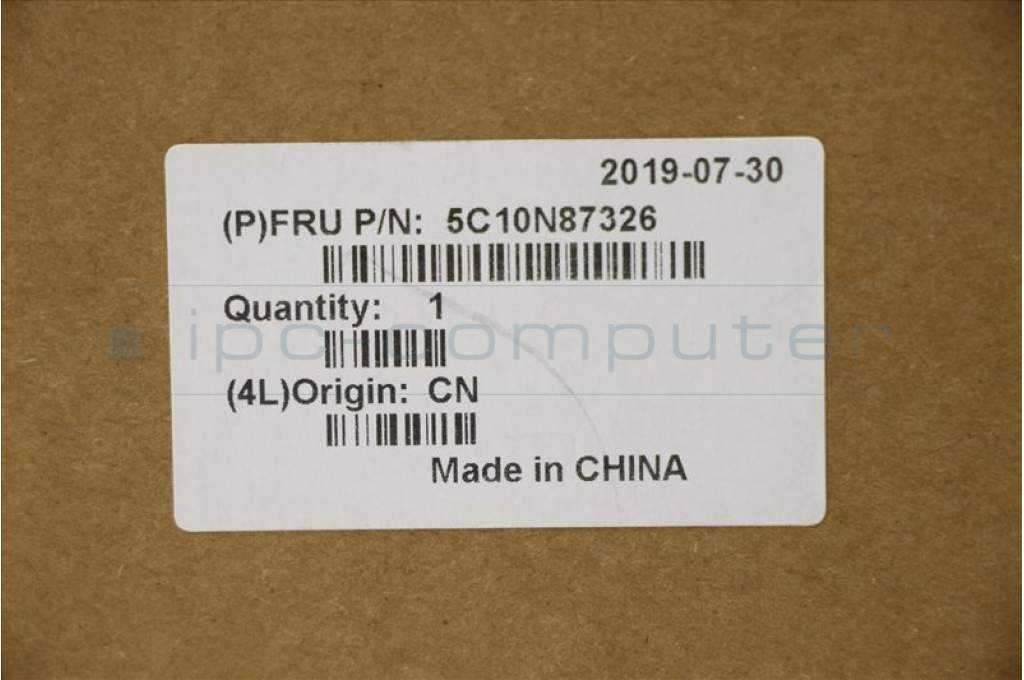 2019-07-30
(P)FRU P/N: 5C10N87326
Quantity: 1
ipc-computer
(4L)Origin: CN
Made in CHINA